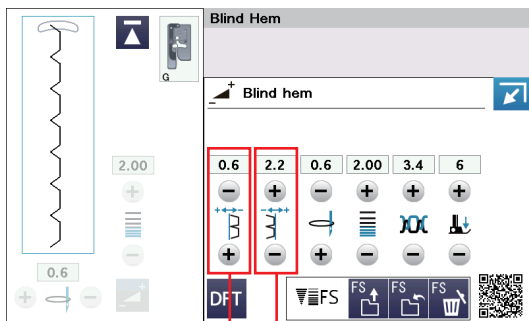 Blind Hem
G
Blind hem
2.00
0.6 2.2 0.6 2.00 3.4 6
0.6
DFT
FS FS FS FS